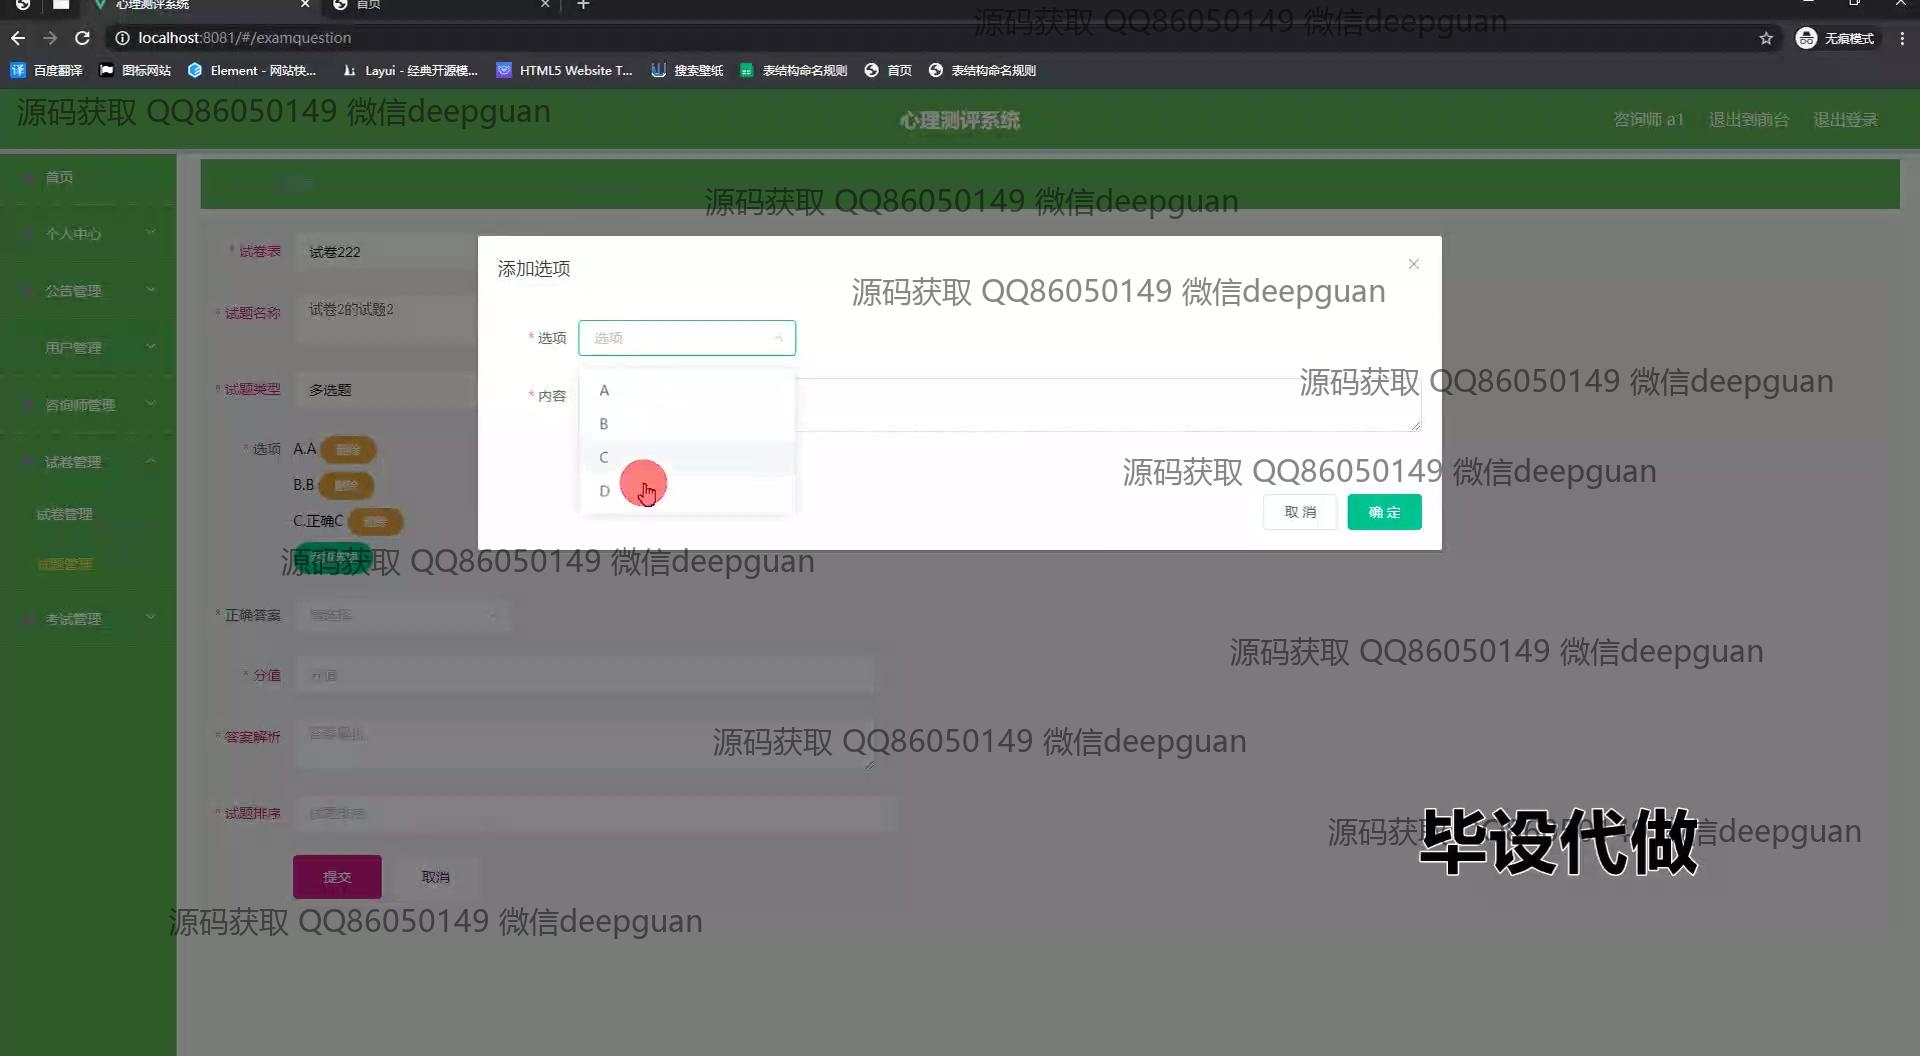 心理测评系统
首页
localhost:8081/#/examquestion
无痕模式
百度翻译
图标网站
Element - 网站快...
Layui - 经典开源模...
HTML5 Website T...
搜索壁纸
表结构命名规则
首页
表结构命名规则
源码获取 QQ86050149 微信deepguan
源码获取 QQ86050149 微信deepguan
心理测评系统
咨询师 a1
退出到前台
退出登录
首页
个人中心
公告管理
用户管理
咨询师管理
试卷管理
试卷管理
试题管理
考试管理
源码获取 QQ86050149 微信deepguan
* 试卷表
试卷222
* 试题名称
试卷2的试题2
* 试题类型
多选题
* 选项
A.A 删除
B.B 删除
C.正确C 删除
添加选项
源码获取 QQ86050149 微信deepguan
* 选项
选项
A
B
C
D
* 内容
源码获取 QQ86050149 微信deepguan
源码获取 QQ86050149 微信deepguan
取消
确定
源码获取 QQ86050149 微信deepguan
* 正确答案
请选择
源码获取 QQ86050149 微信deepguan
* 分值
分值
* 答案解析
答案解析
源码获取 QQ86050149 微信deepguan
* 试题排序
试题排序
源码获取
信deepguan
毕设代做
提交
取消
源码获取 QQ86050149 微信deepguan